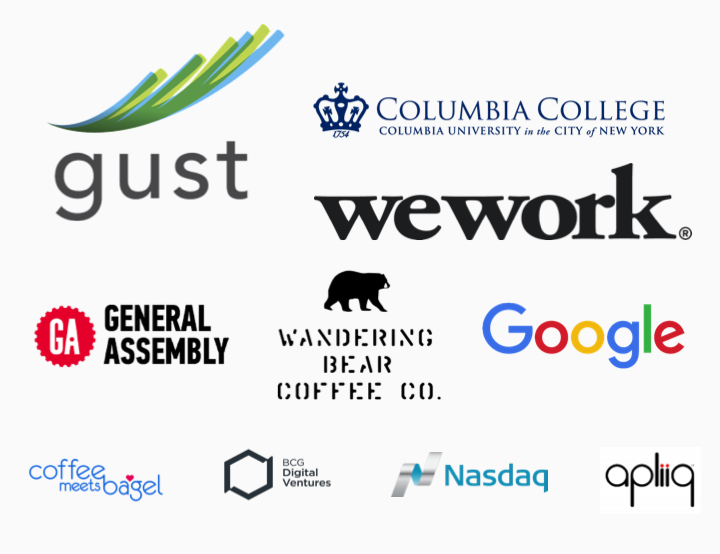 gust
COLUMBIA COLLEGE
COLUMBIA UNIVERSITY in the CITY of NEW YORK
1754
wework®
GA
GENERAL
ASSEMBLY
WANDERING
BEAR
COFFEE CO.
Google
coffee
meets bagel
BCG
Digital
Ventures
Nasdaq
apliiq